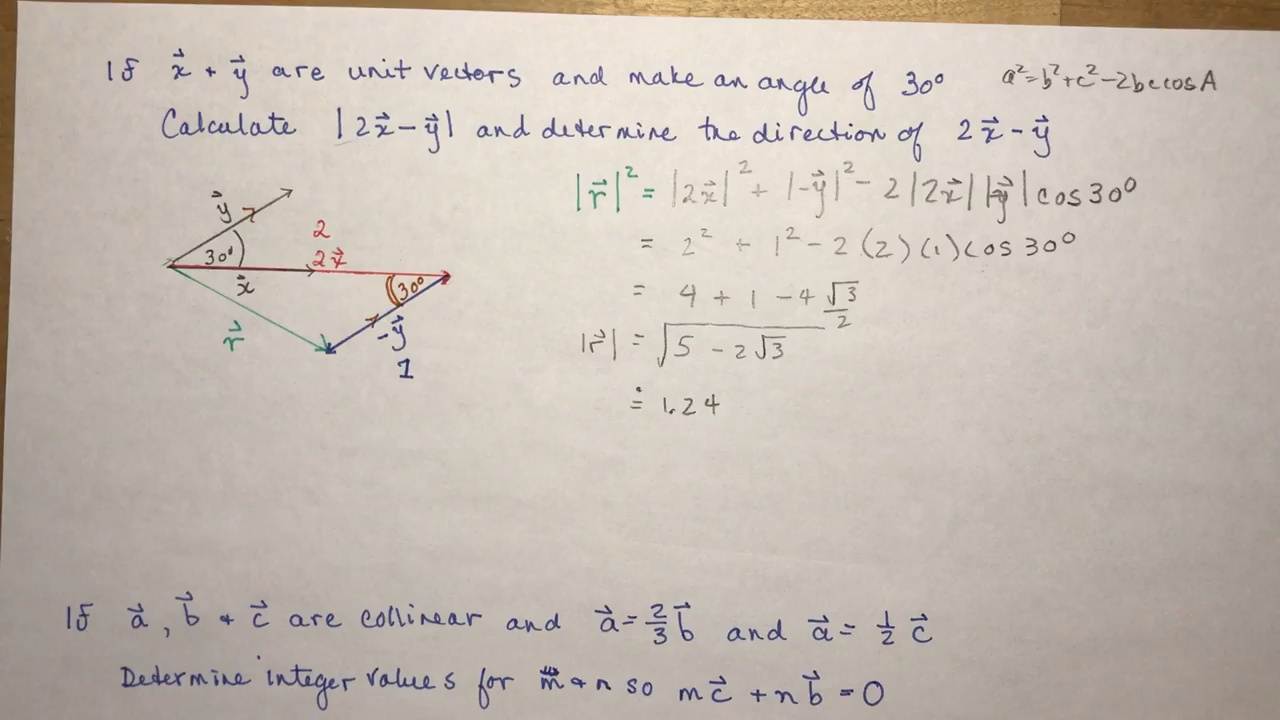 If x⃗ + y⃗ are unit vectors and make an angle of 30° a² = b² + c² - 2bc cos A
Calculate |2x⃗ - y⃗| and determine the direction of 2x⃗ - y⃗
|r⃗|² = |2x⃗|² + |-y⃗|² - 2|2x⃗||-y⃗| cos 30°
= 2² + 1² - 2(2)(1) cos 30°
= 4 + 1 - 4 √3/2
|r⃗| = √(5 - 2√3)
≐ 1.24
y⃗
30°
2
2x⃗
x⃗
30°
r⃗
-y⃗
1
If a⃗, b⃗ + c⃗ are collinear and a⃗ = 2/3 b⃗ and a⃗ = 1/2 c⃗
Determine integer values for m + n so mc⃗ + nb⃗ = 0